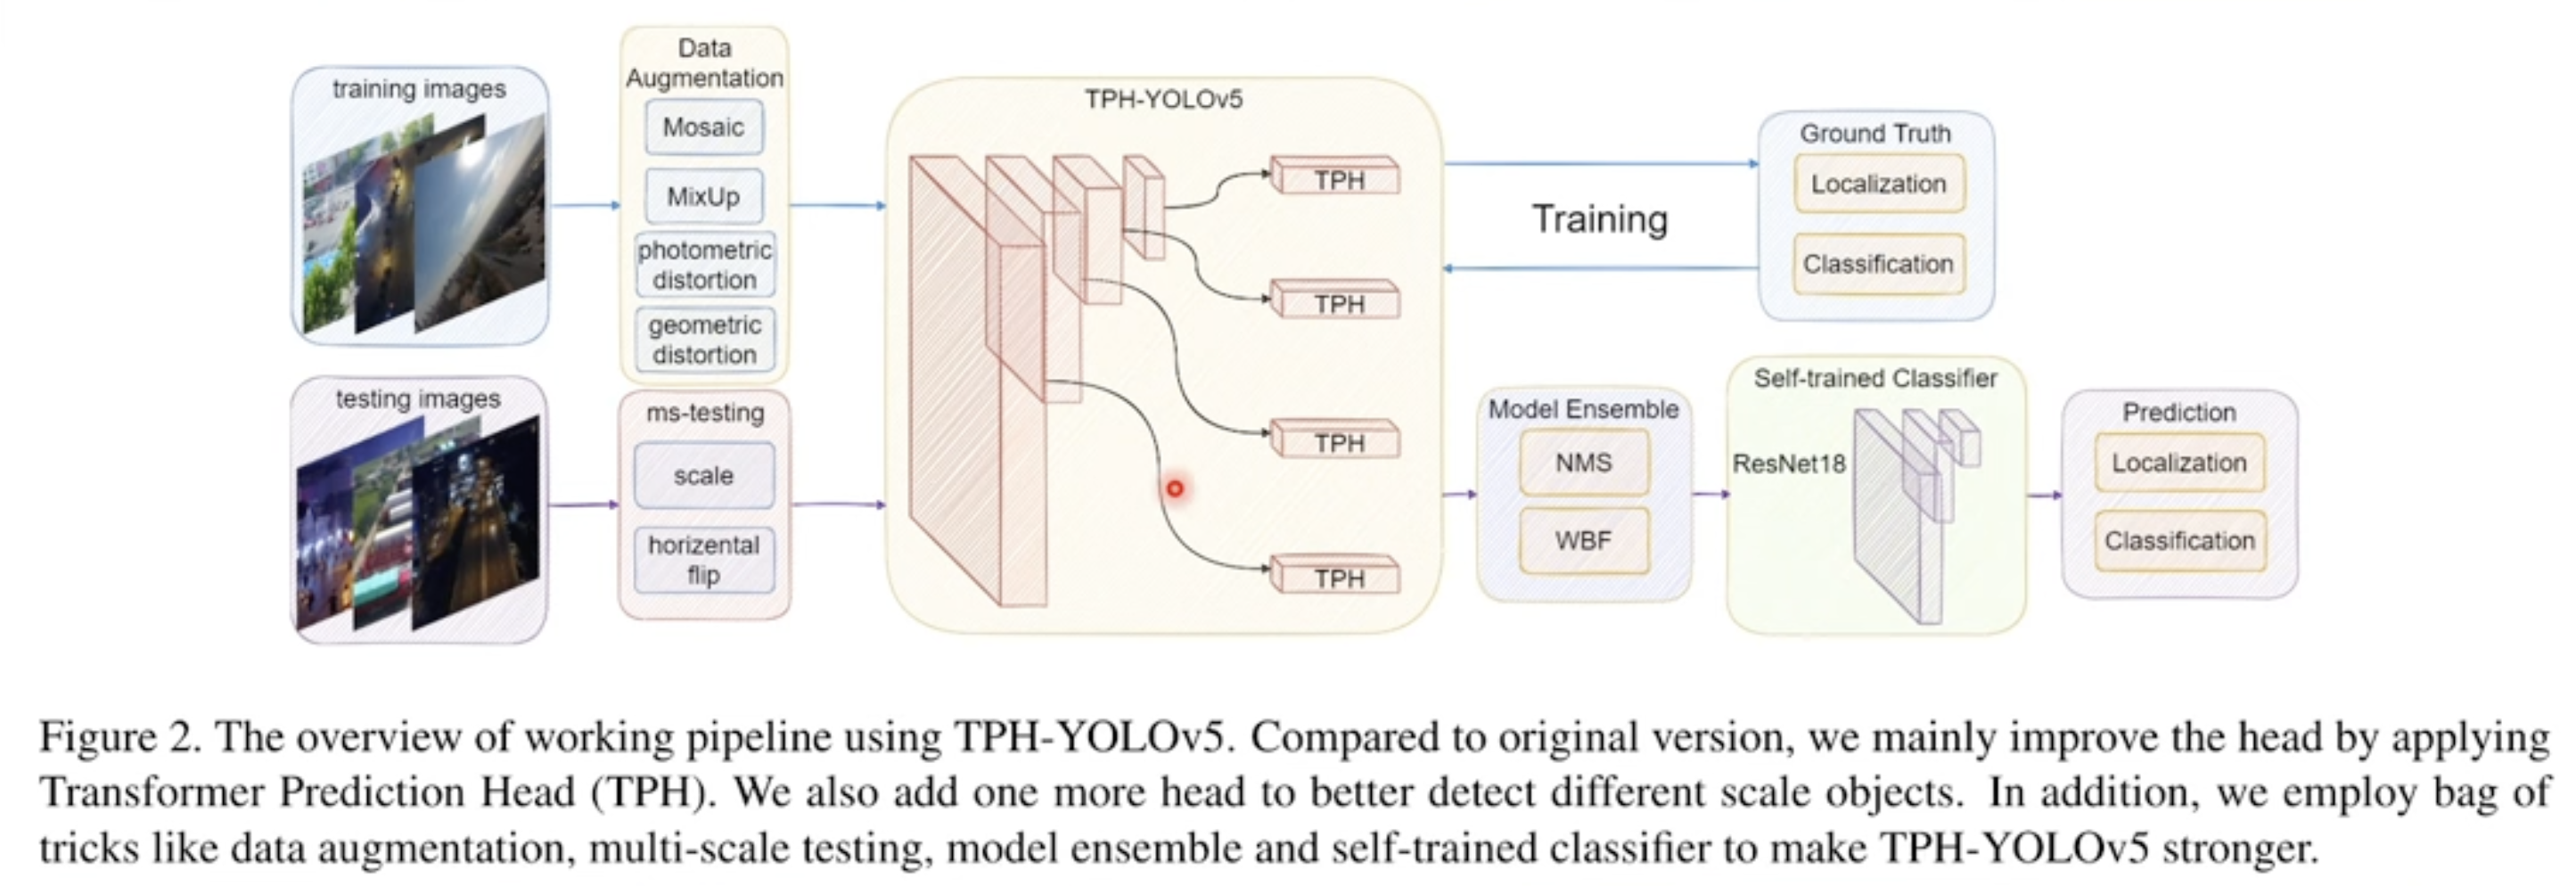 training images
Data
Augmentation
Mosaic
MixUp
photometric
distortion
geometric
distortion
TPH-YOLOv5
TPH
TPH
TPH
TPH
Training
Ground Truth
Localization
Classification
testing images
ms-testing
scale
horizental
flip
Model Ensemble
NMS
WBF
Self-trained Classifier
ResNet18
Prediction
Localization
Classification
Figure 2. The overview of working pipeline using TPH-YOLOv5. Compared to original version, we mainly improve the head by applying
Transformer Prediction Head (TPH). We also add one more head to better detect different scale objects. In addition, we employ bag of
tricks like data augmentation, multi-scale testing, model ensemble and self-trained classifier to make TPH-YOLOv5 stronger.